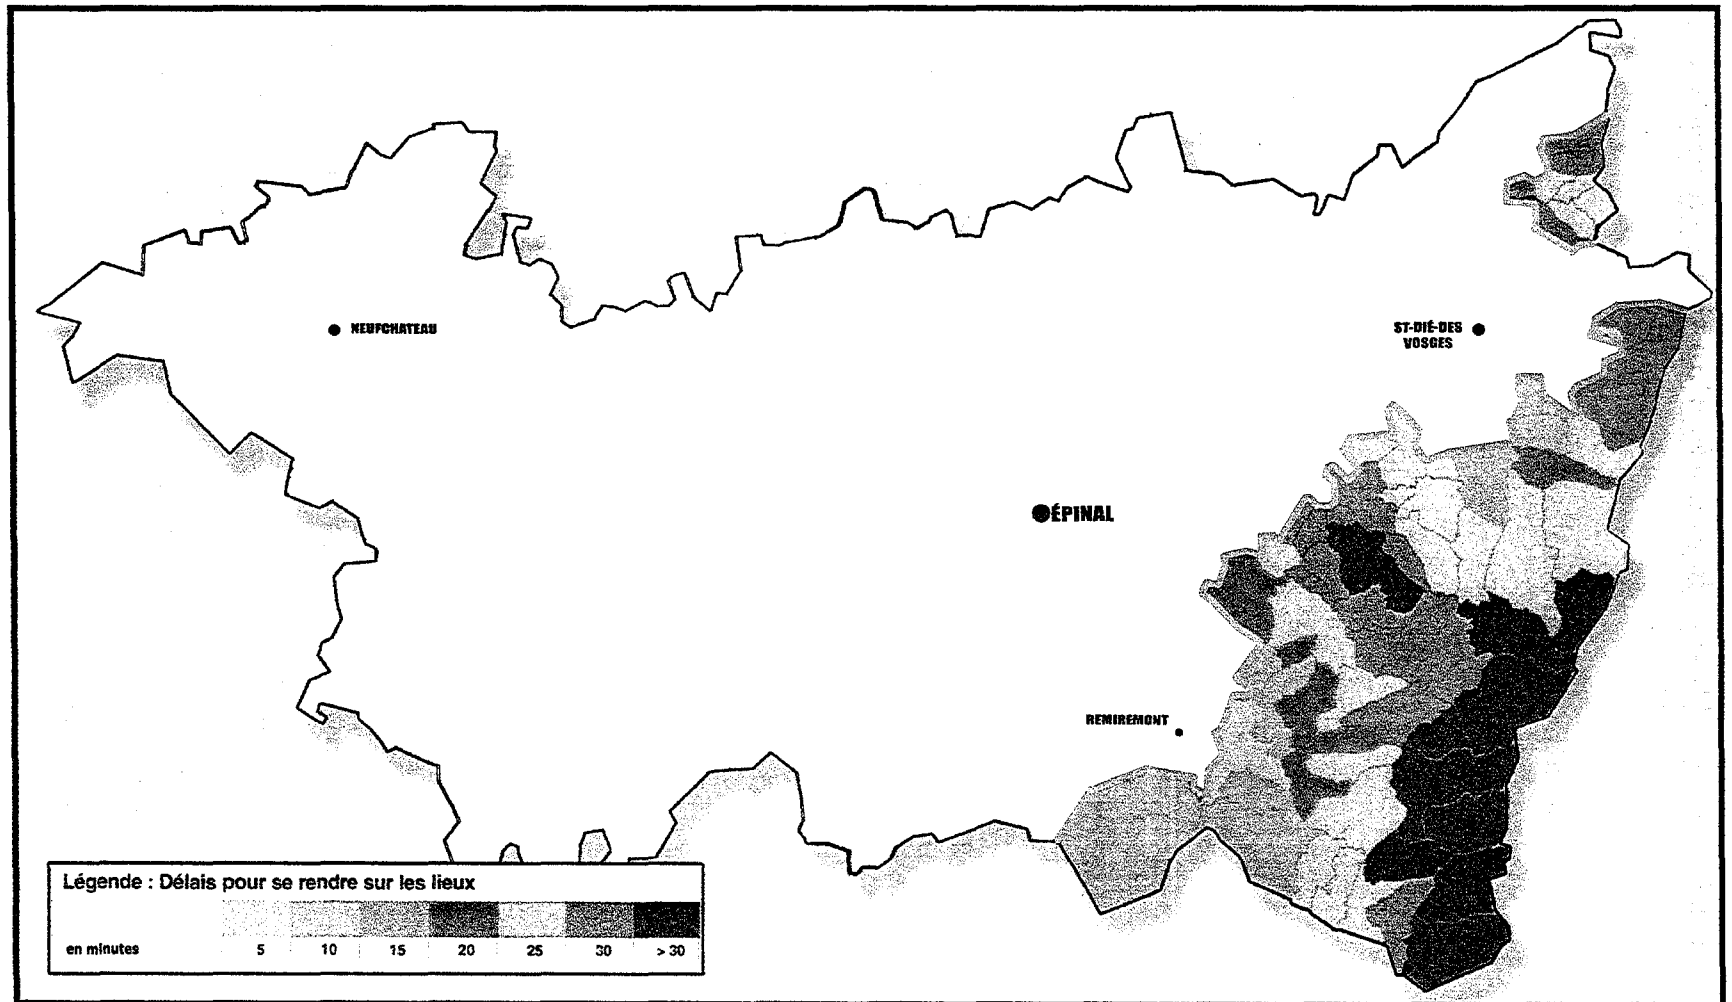 NEUFCHATEAU
ST-DIÉ-DES
VOSGES
ÉPINAL
REMIREMONT
Légende : Délais pour se rendre sur les lieux
en minutes 5 10 15 20 25 30 > 30